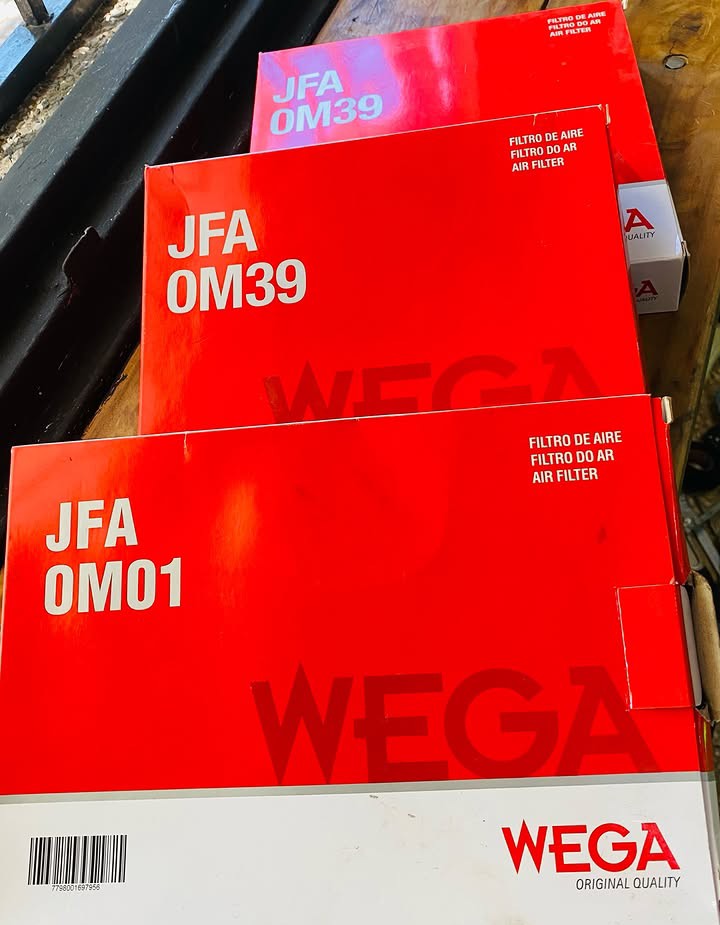 FILTRO DE AIRE
FILTRO DO AR
AIR FILTER
JFA
0M39
FILTRO DE AIRE
FILTRO DO AR
AIR FILTER
JFA
0M39
WEGA
FILTRO DE AIRE
FILTRO DO AR
AIR FILTER
JFA
0M01
WEGA
7798001697956
WEGA
ORIGINAL QUALITY